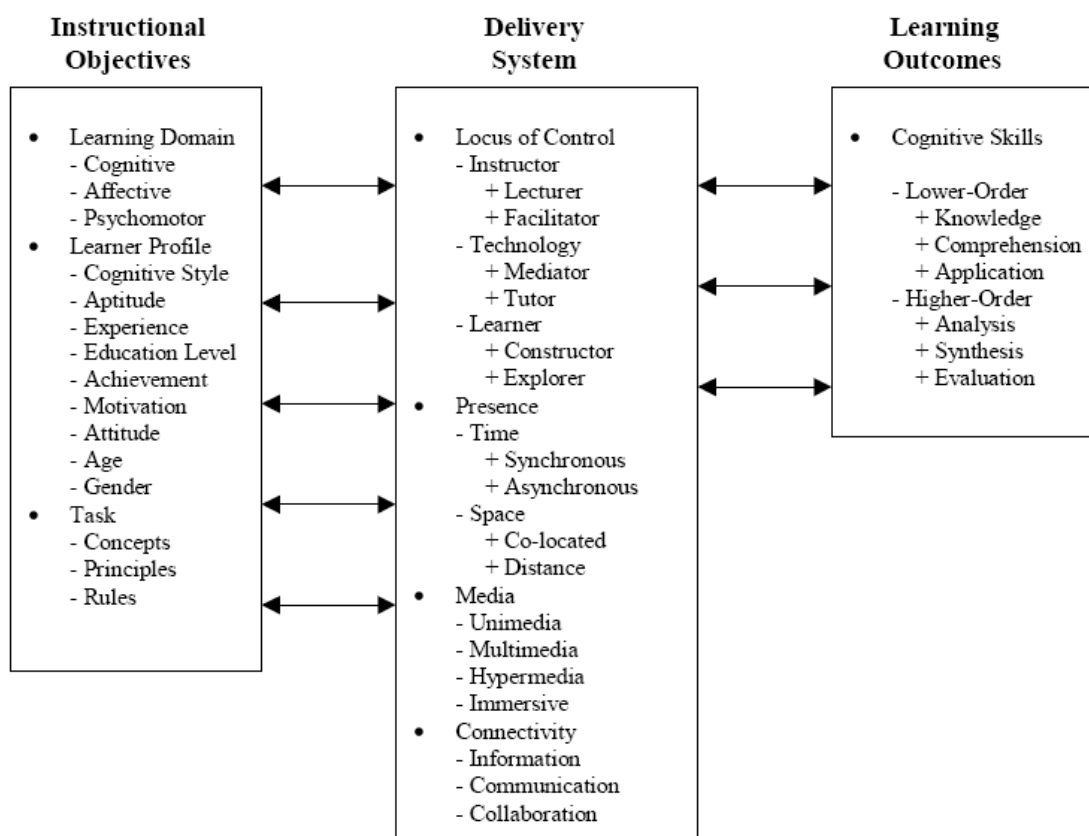 Instructional
Objectives
• Learning Domain
- Cognitive
- Affective
- Psychomotor
• Learner Profile
- Cognitive Style
- Aptitude
- Experience
- Education Level
- Achievement
- Motivation
- Attitude
- Age
- Gender
• Task
- Concepts
- Principles
- Rules
Delivery
System
• Locus of Control
- Instructor
+ Lecturer
+ Facilitator
- Technology
+ Mediator
+ Tutor
- Learner
+ Constructor
+ Explorer
• Presence
- Time
+ Synchronous
+ Asynchronous
- Space
+ Co-located
+ Distance
• Media
- Unimedia
- Multimedia
- Hypermedia
- Immersive
• Connectivity
- Information
- Communication
- Collaboration
Learning
Outcomes
• Cognitive Skills
- Lower-Order
+ Knowledge
+ Comprehension
+ Application
- Higher-Order
+ Analysis
+ Synthesis
+ Evaluation